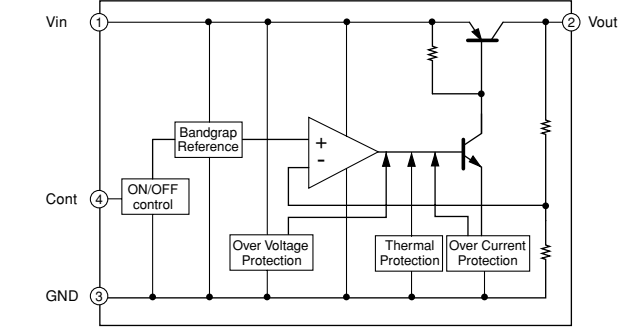 Vin 1 2 Vout
Bandgrap
Reference
+
-
Cont 4
ON/OFF
control
Over Voltage
Protection
Thermal
Protection
Over Current
Protection
GND 3